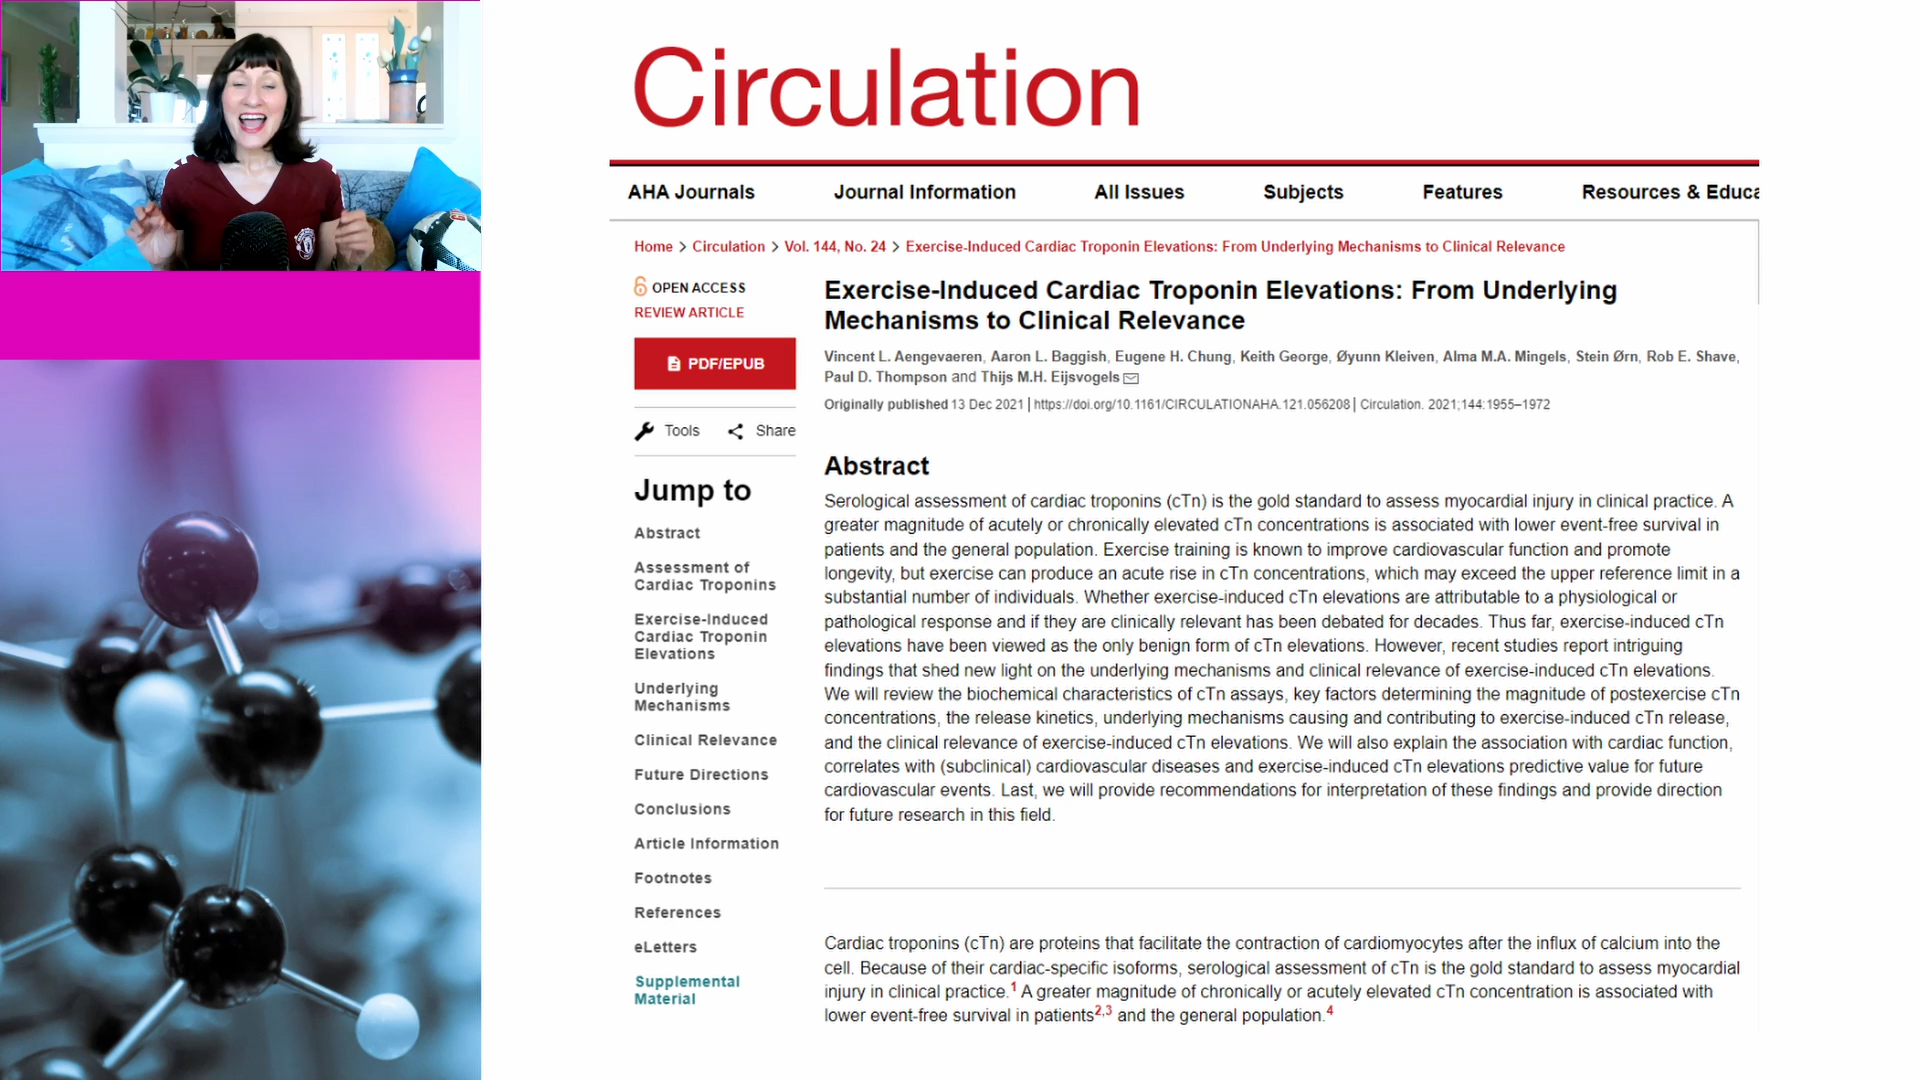 Circulation
AHA Journals Journal Information All Issues Subjects Features Resources & Educa
Home > Circulation > Vol. 144, No. 24 > Exercise-Induced Cardiac Troponin Elevations: From Underlying Mechanisms to Clinical Relevance
OPEN ACCESS
REVIEW ARTICLE
PDF/EPUB
Tools Share
Jump to
Abstract
Assessment of
Cardiac Troponins
Exercise-Induced
Cardiac Troponin
Elevations
Underlying
Mechanisms
Clinical Relevance
Future Directions
Conclusions
Article Information
Footnotes
References
eLetters
Supplemental
Material
Exercise-Induced Cardiac Troponin Elevations: From Underlying
Mechanisms to Clinical Relevance
Vincent L. Aengevaeren, Aaron L. Baggish, Eugene H. Chung, Keith George, Øyunn Kleiven, Alma M.A. Mingels, Stein Ørn, Rob E. Shave,
Paul D. Thompson and Thijs M.H. Eijsvogels
Originally published 13 Dec 2021 | https://doi.org/10.1161/CIRCULATIONAHA.121.056208 | Circulation. 2021;144:1955–1972
Abstract
Serological assessment of cardiac troponins (cTn) is the gold standard to assess myocardial injury in clinical practice. A
greater magnitude of acutely or chronically elevated cTn concentrations is associated with lower event-free survival in
patients and the general population. Exercise training is known to improve cardiovascular function and promote
longevity, but exercise can produce an acute rise in cTn concentrations, which may exceed the upper reference limit in a
substantial number of individuals. Whether exercise-induced cTn elevations are attributable to a physiological or
pathological response and if they are clinically relevant has been debated for decades. Thus far, exercise-induced cTn
elevations have been viewed as the only benign form of cTn elevations. However, recent studies report intriguing
findings that shed new light on the underlying mechanisms and clinical relevance of exercise-induced cTn elevations.
We will review the biochemical characteristics of cTn assays, key factors determining the magnitude of postexercise cTn
concentrations, the release kinetics, underlying mechanisms causing and contributing to exercise-induced cTn release,
and the clinical relevance of exercise-induced cTn elevations. We will also explain the association with cardiac function,
correlates with (subclinical) cardiovascular diseases and exercise-induced cTn elevations predictive value for future
cardiovascular events. Last, we will provide recommendations for interpretation of these findings and provide direction
for future research in this field.
Cardiac troponins (cTn) are proteins that facilitate the contraction of cardiomyocytes after the influx of calcium into the
cell. Because of their cardiac-specific isoforms, serological assessment of cTn is the gold standard to assess myocardial
injury in clinical practice.1 A greater magnitude of chronically or acutely elevated cTn concentration is associated with
lower event-free survival in patients2,3 and the general population.4